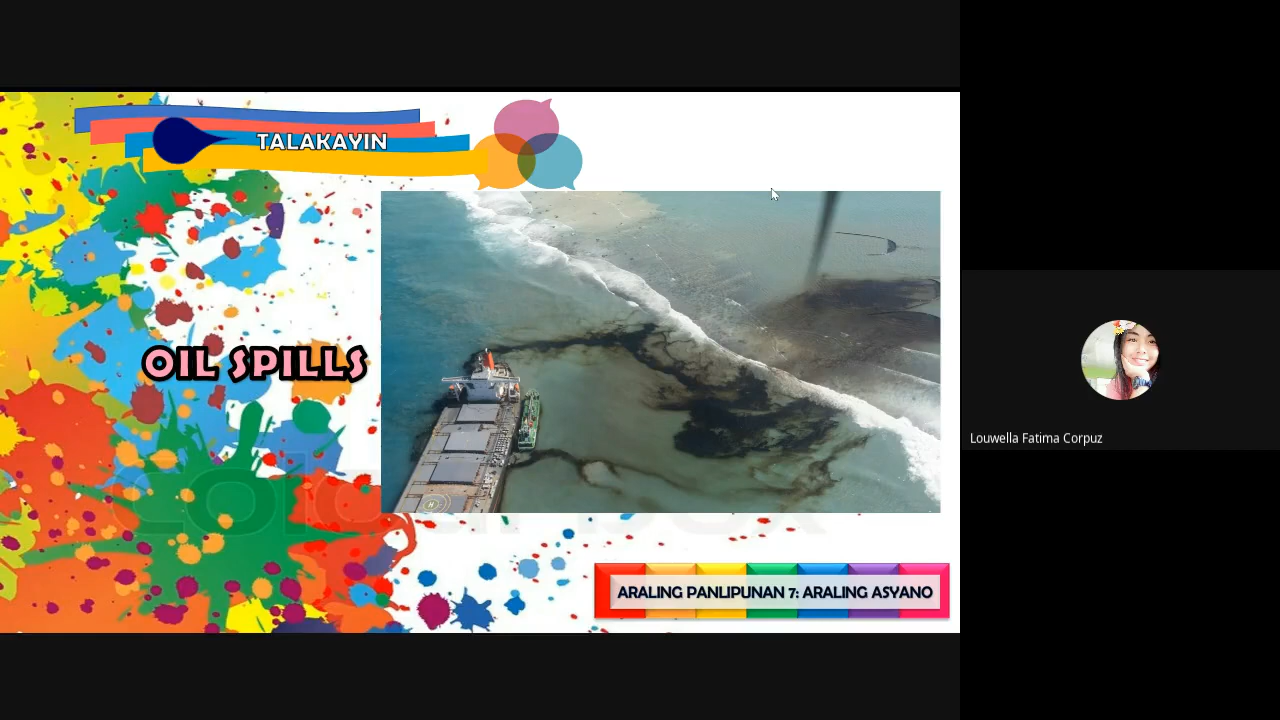 TALAKAYIN
OIL SPILLS
Louwella Fatima Corpuz
ARALING PANLIPUNAN 7: ARALING ASYANO